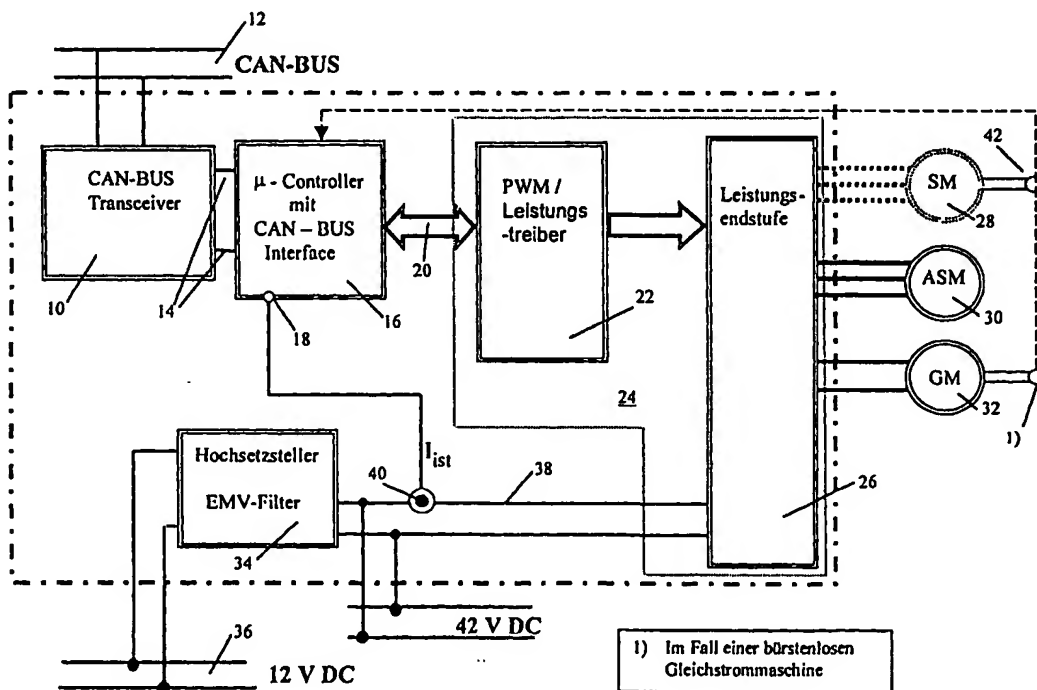 12
CAN-BUS
CAN-BUS
Transceiver
10
14
µ - Controller
mit
CAN – BUS
Interface
16
18
20
PWM /
Leistungs
-treiber
22
24
Leistungs-
endstufe
26
SM
28
42
ASM
30
GM
32
1)
Hochsetzsteller
EMV-Filter
34
I_ist
40
38
42 V DC
36
12 V DC
1) Im Fall einer bürstenlosen
Gleichstrommaschine